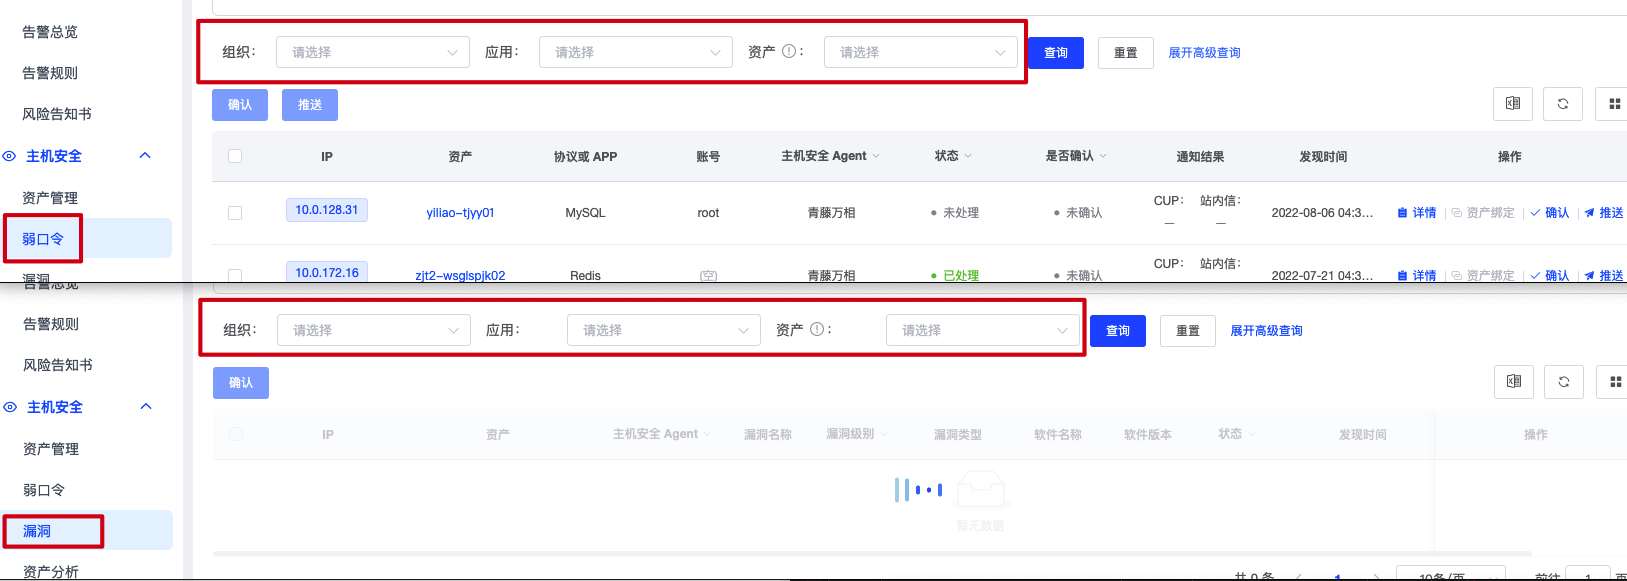 告警总览
告警规则
风险告知书
主机安全
资产管理
弱口令
漏洞
组织： 请选择 应用： 请选择 资产 ： 请选择 查询 重置 展开高级查询
确认 推送
IP 资产 协议或 APP 账号 主机安全 Agent 状态 是否确认 通知结果 发现时间 操作
10.0.128.31 yiliao-tjyy01 MySQL root 青藤万相 未处理 未确认 CUP： — 站内信： — 2022-08-06 04:3... 详情 资产绑定 确认 推送
10.0.172.16 zjt2-wsglspjk02 Redis (空) 青藤万相 已处理 未确认 CUP： 站内信： 2022-07-21 04:3... 详情 资产绑定 确认 推送
告警总览
告警规则
风险告知书
主机安全
资产管理
弱口令
漏洞
资产分析
组织： 请选择 应用： 请选择 资产 ： 请选择 查询 重置 展开高级查询
确认
IP 资产 主机安全 Agent 漏洞名称 漏洞级别 漏洞类型 软件名称 软件版本 状态 发现时间 操作
暂无数据
共 0 条 1 10条/页 前往 1 页